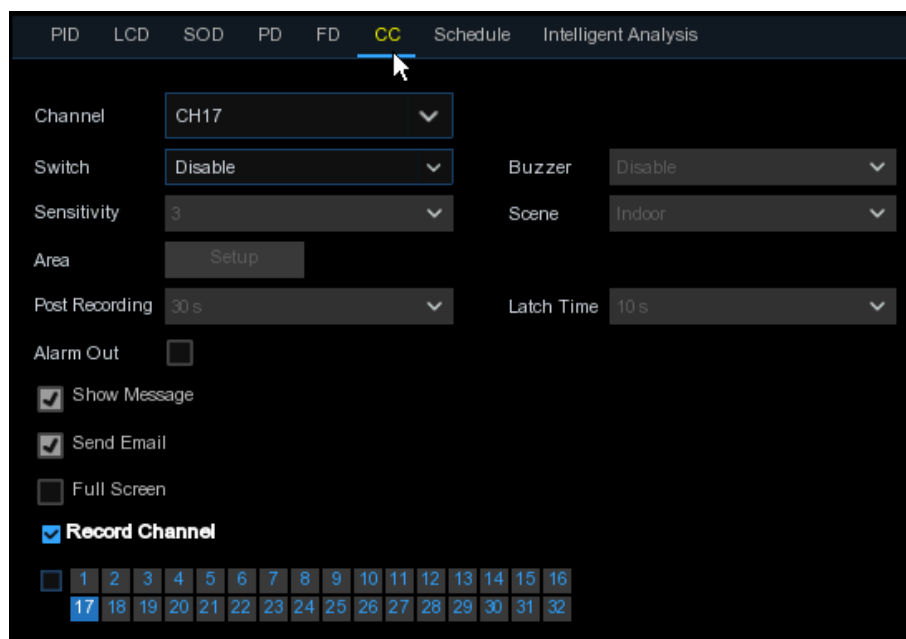 PID LCD SOD PD FD CC Schedule Intelligent Analysis
Channel CH17
Switch Disable Buzzer Disable
Sensitivity 3 Scene Indoor
Area Setup
Post Recording 30 s Latch Time 10 s
Alarm Out
Show Message
Send Email
Full Screen
Record Channel
1 2 3 4 5 6 7 8 9 10 11 12 13 14 15 16
17 18 19 20 21 22 23 24 25 26 27 28 29 30 31 32